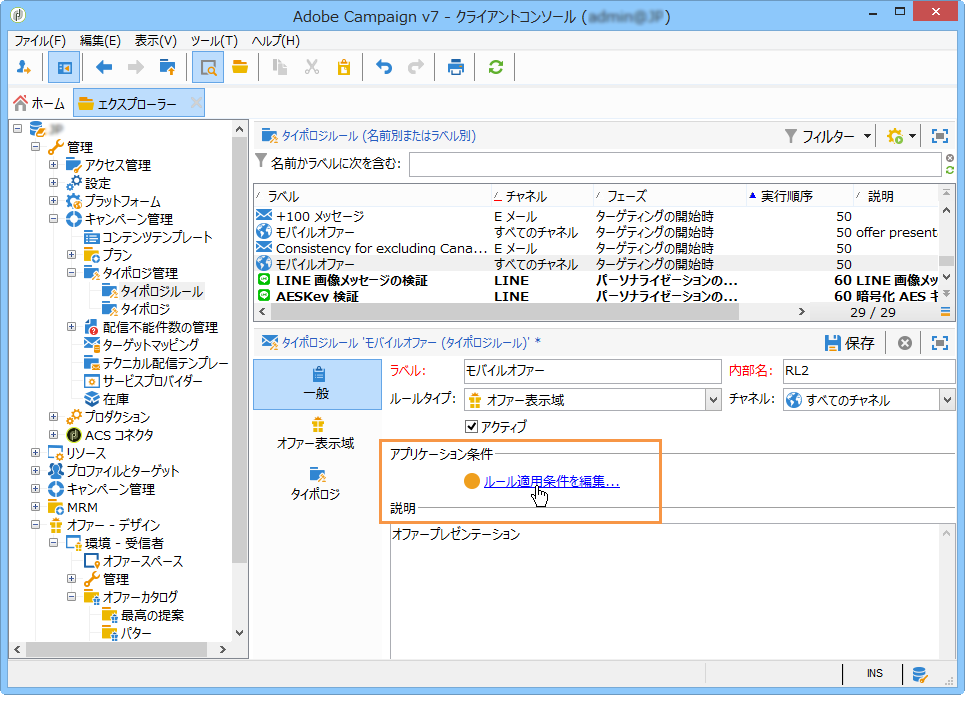 Adobe Campaign v7 - クライアントコンソール ( )
ファイル(F) 編集(E) 表示(V) ツール(T) ヘルプ(H)
ホーム エクスプローラー
管理
アクセス管理
設定
プラットフォーム
キャンペーン管理
コンテンツテンプレート
プラン
タイポロジ管理
タイポロジルール
タイポロジ
配信不能件数の管理
ターゲットマッピング
テクニカル配信テンプレー
サービスプロバイダー
在庫
プロダクション
ACS コネクタ
リソース
プロファイルとターゲット
キャンペーン管理
MRM
オファー - デザイン
環境 - 受信者
オファースペース
管理
オファーカタログ
最高の提案
バター
タイポロジルール (名前別またはラベル別) フィルター
名前かラベルに次を含む:
ラベル チャネル フェーズ 実行順序 説明
+100 メッセージ E メール ターゲティングの開始時 50
モバイルオファー すべてのチャネル ターゲティングの開始時 50 offer present
Consistency for excluding Cana... E メール ターゲティングの開始時 50
モバイルオファー すべてのチャネル ターゲティングの開始時 50
LINE 画像メッセージの検証 LINE パーソナライゼーションの... 60 LINE 画像メッ
AESKey 検証 LINE パーソナライゼーションの... 60 暗号化 AES キ
29 / 29
タイポロジルール 'モバイルオファー (タイポロジルール)' * 保存
一般
オファー表示域
タイポロジ
ラベル: モバイルオファー 内部名: RL2
ルールタイプ: オファー表示域 チャネル: すべてのチャネル
アクティブ
アプリケーション条件
ルール適用条件を編集...
説明
オファープレゼンテーション
INS